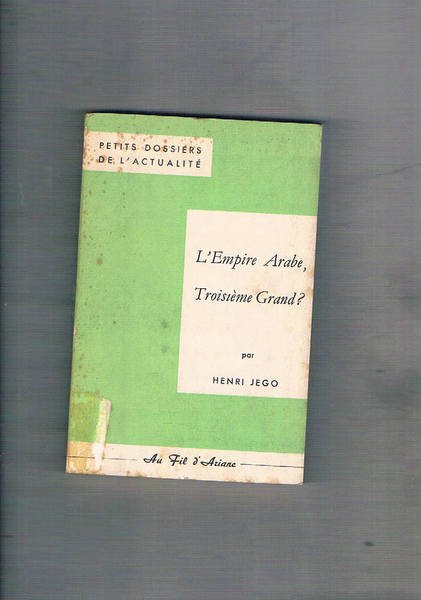 PETITS DOSSIERS
DE L'ACTUALITÉ
L'Empire Arabe,
Troisième Grand?
par
HENRI JEGO
Au Fil d'Ariane